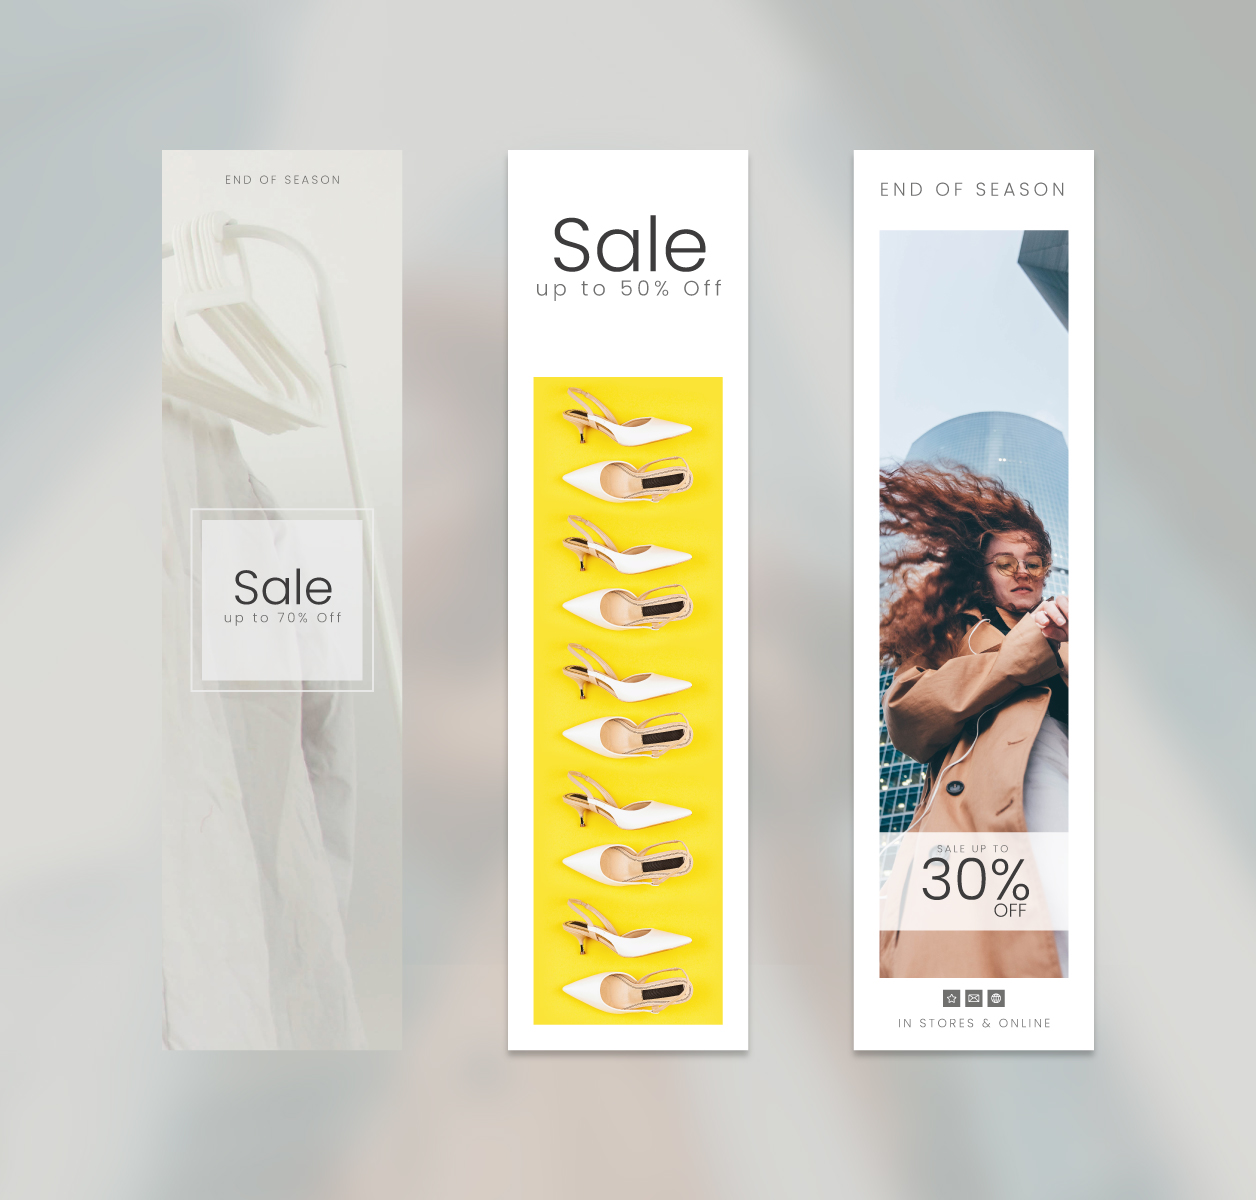 END OF SEASON
Sale
up to 70% Off
Sale
up to 50% Off
END OF SEASON
SALE UP TO
30%
OFF
IN STORES & ONLINE